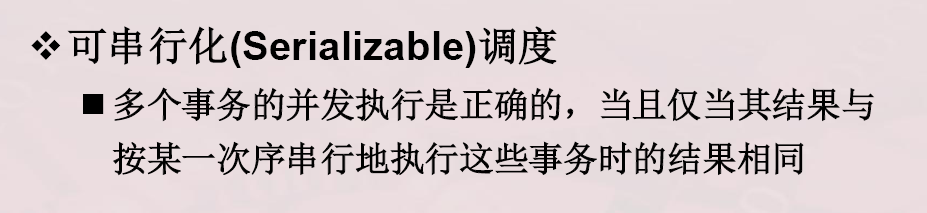 ❖可串行化(Serializable)调度
■多个事务的并发执行是正确的，当且仅当其结果与
按某一次序串行地执行这些事务时的结果相同